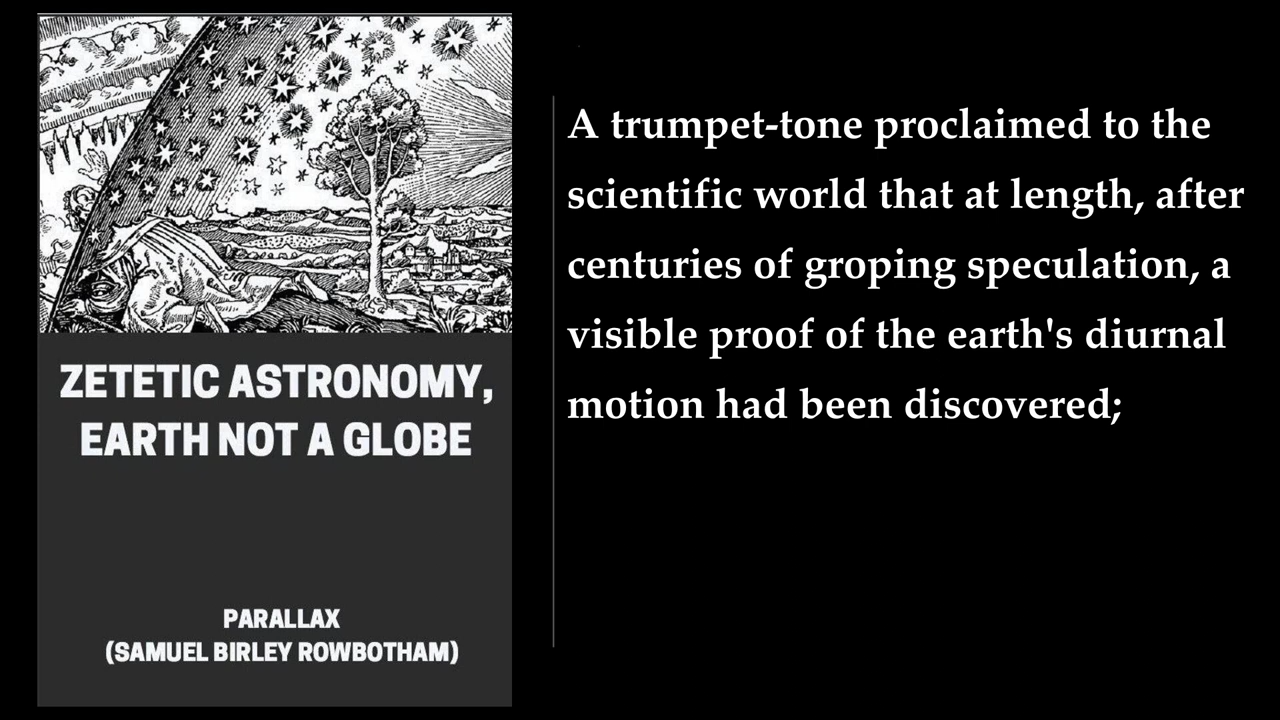 ZETETIC ASTRONOMY,
EARTH NOT A GLOBE
PARALLAX
(SAMUEL BIRLEY ROWBOTHAM)
A trumpet-tone proclaimed to the
scientific world that at length, after
centuries of groping speculation, a
visible proof of the earth's diurnal
motion had been discovered;